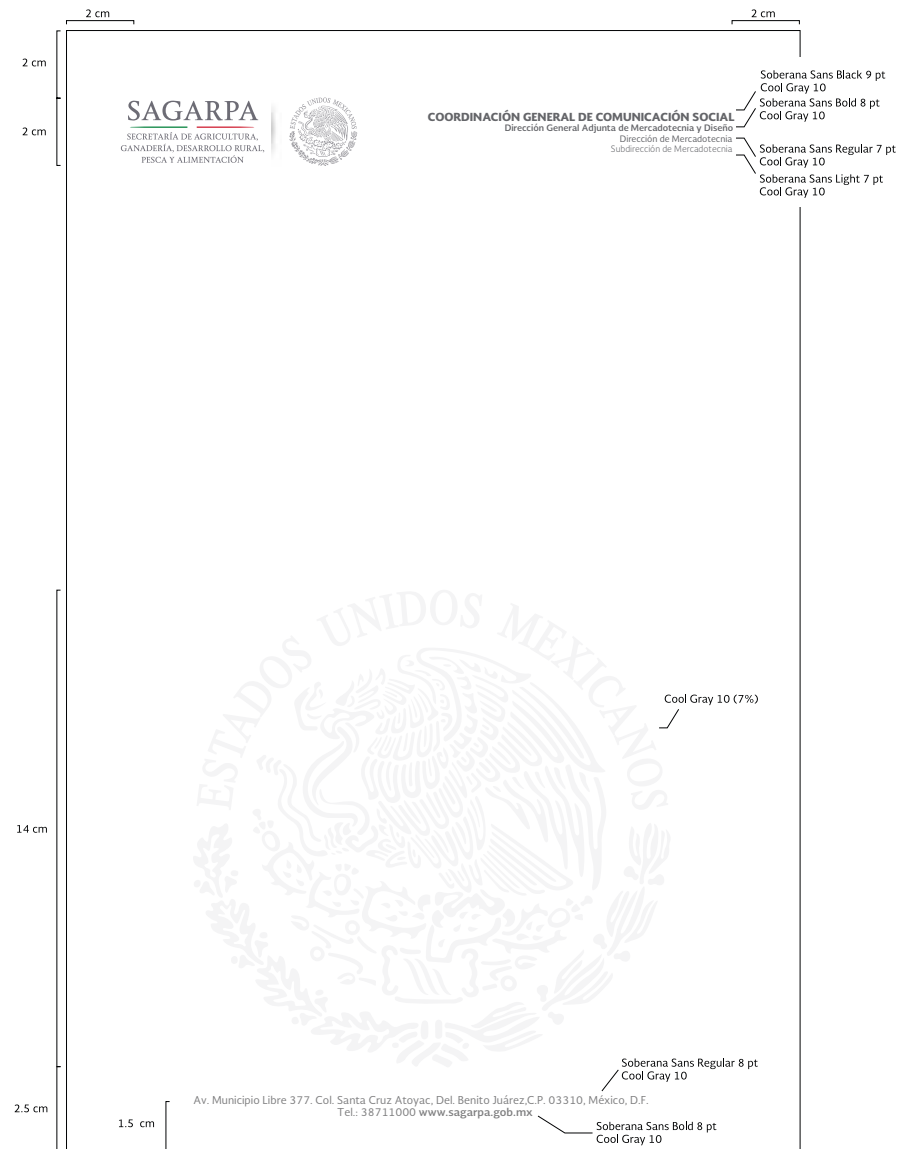 2 cm
2 cm
2 cm
2 cm
SAGARPA
SECRETARÍA DE AGRICULTURA,
GANADERÍA, DESARROLLO RURAL,
PESCA Y ALIMENTACIÓN
ESTADOS UNIDOS MEXICANOS
COORDINACIÓN GENERAL DE COMUNICACIÓN SOCIAL
Dirección General Adjunta de Mercadotecnia y Diseño
Dirección de Mercadotecnia
Subdirección de Mercadotecnia
Soberana Sans Black 9 pt
Cool Gray 10
Soberana Sans Bold 8 pt
Cool Gray 10
Soberana Sans Regular 7 pt
Cool Gray 10
Soberana Sans Light 7 pt
Cool Gray 10
ESTADOS UNIDOS MEXICANOS
Cool Gray 10 (7%)
14 cm
Soberana Sans Regular 8 pt
Cool Gray 10
Av. Municipio Libre 377. Col. Santa Cruz Atoyac, Del. Benito Juárez,C.P. 03310, México, D.F.
Tel.: 38711000 www.sagarpa.gob.mx
2.5 cm
1.5 cm
Soberana Sans Bold 8 pt
Cool Gray 10